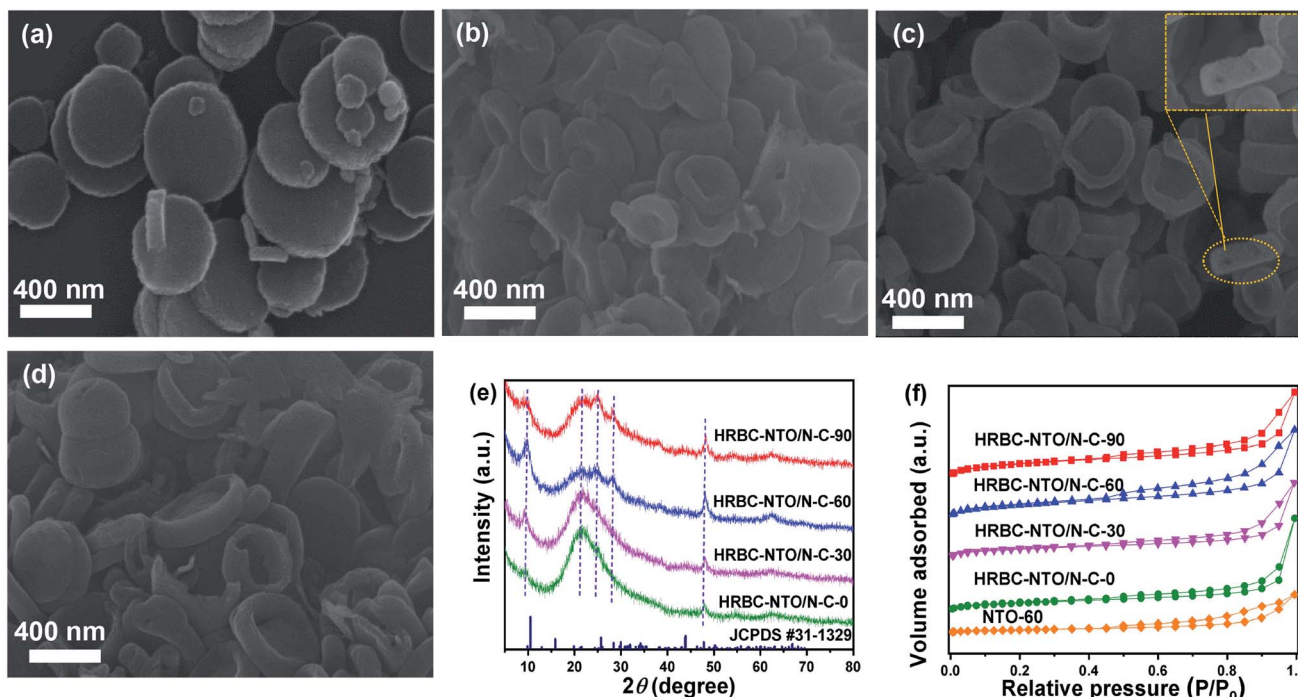 (a)
400 nm
(b)
400 nm
(c)
400 nm
(d)
400 nm
(e)
Intensity (a.u.)
HRBC-NTO/N-C-90
HRBC-NTO/N-C-60
HRBC-NTO/N-C-30
HRBC-NTO/N-C-0
JCPDS #31-1329
10 20 30 40 50 60 70 80
2θ (degree)
(f)
Volume adsorbed (a.u.)
HRBC-NTO/N-C-90
HRBC-NTO/N-C-60
HRBC-NTO/N-C-30
HRBC-NTO/N-C-0
NTO-60
0.0 0.2 0.4 0.6 0.8 1.
Relative pressure (P/P0)